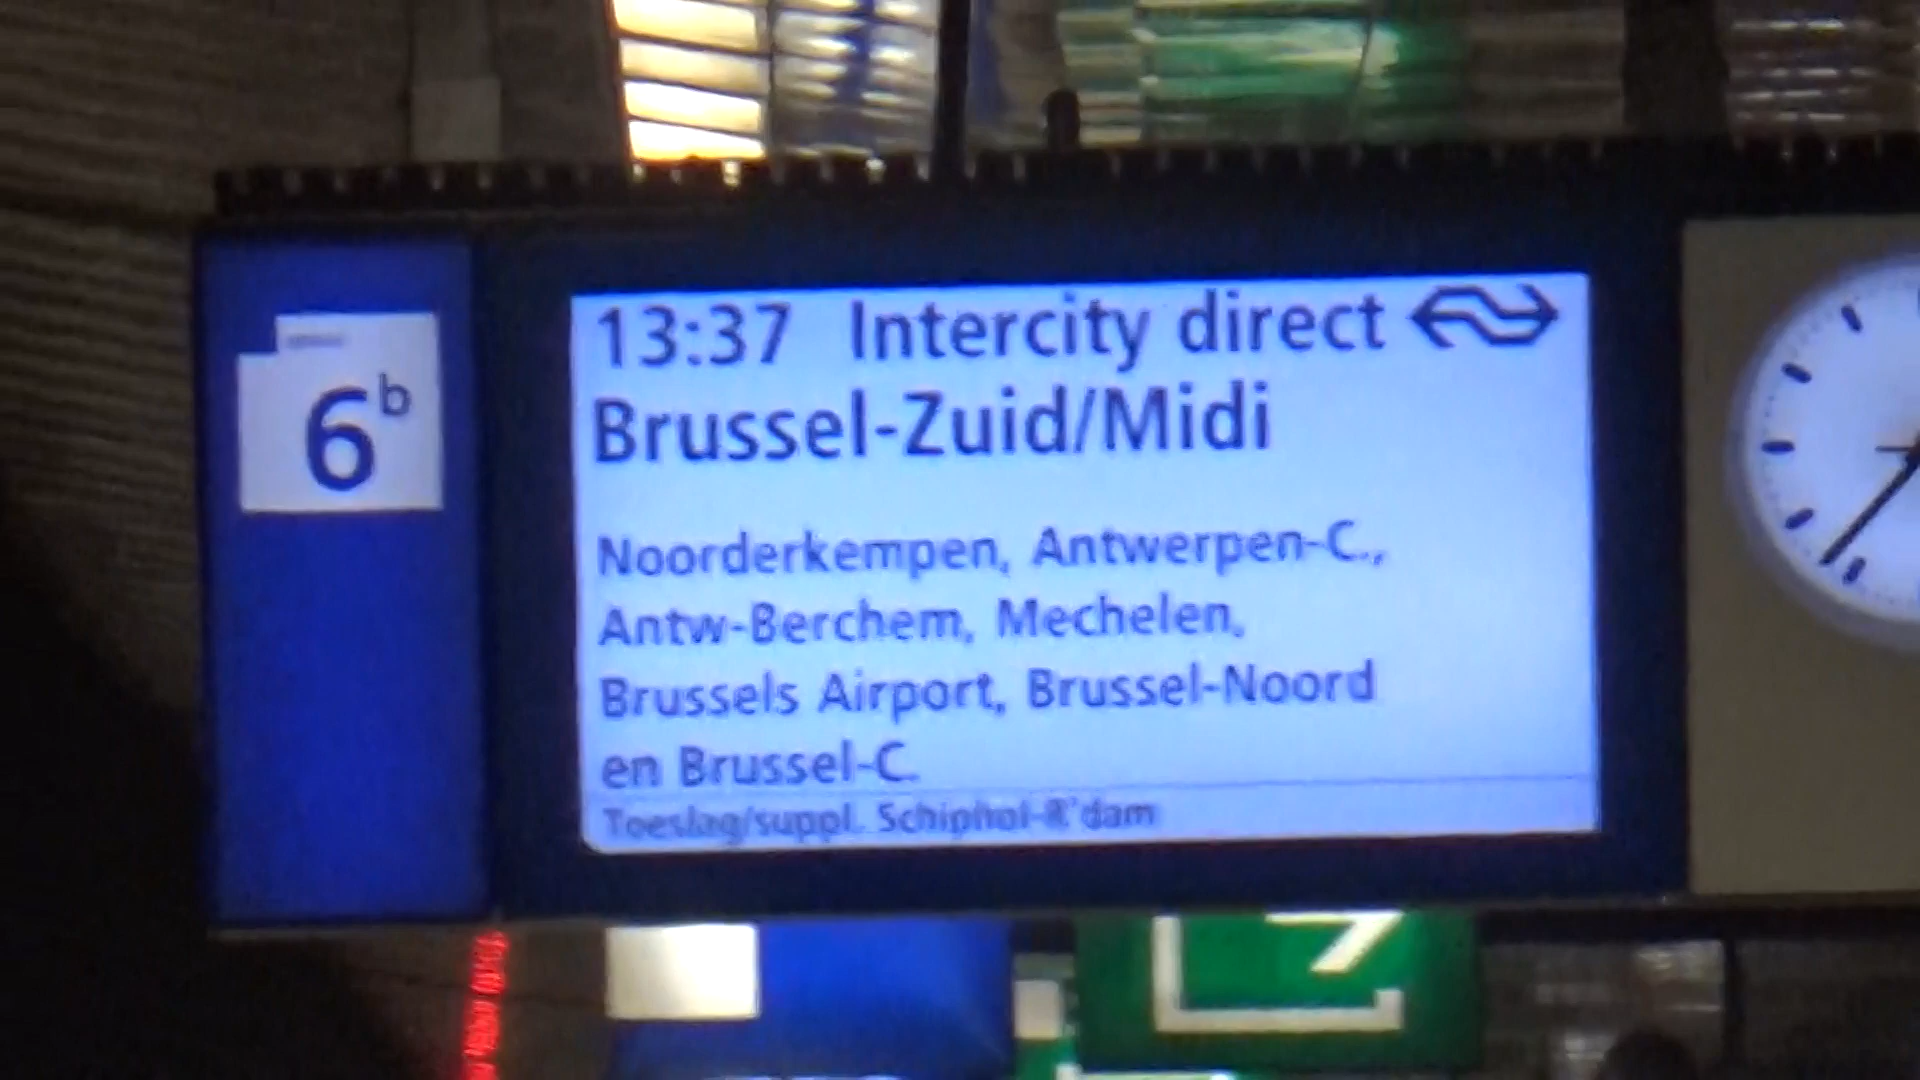 6b
13:37 Intercity direct
Brussel-Zuid/Midi
Noorderkempen, Antwerpen-C.,
Antw-Berchem, Mechelen,
Brussels Airport, Brussel-Noord
en Brussel-C.
Toeslag/suppl. Schiphol-R'dam